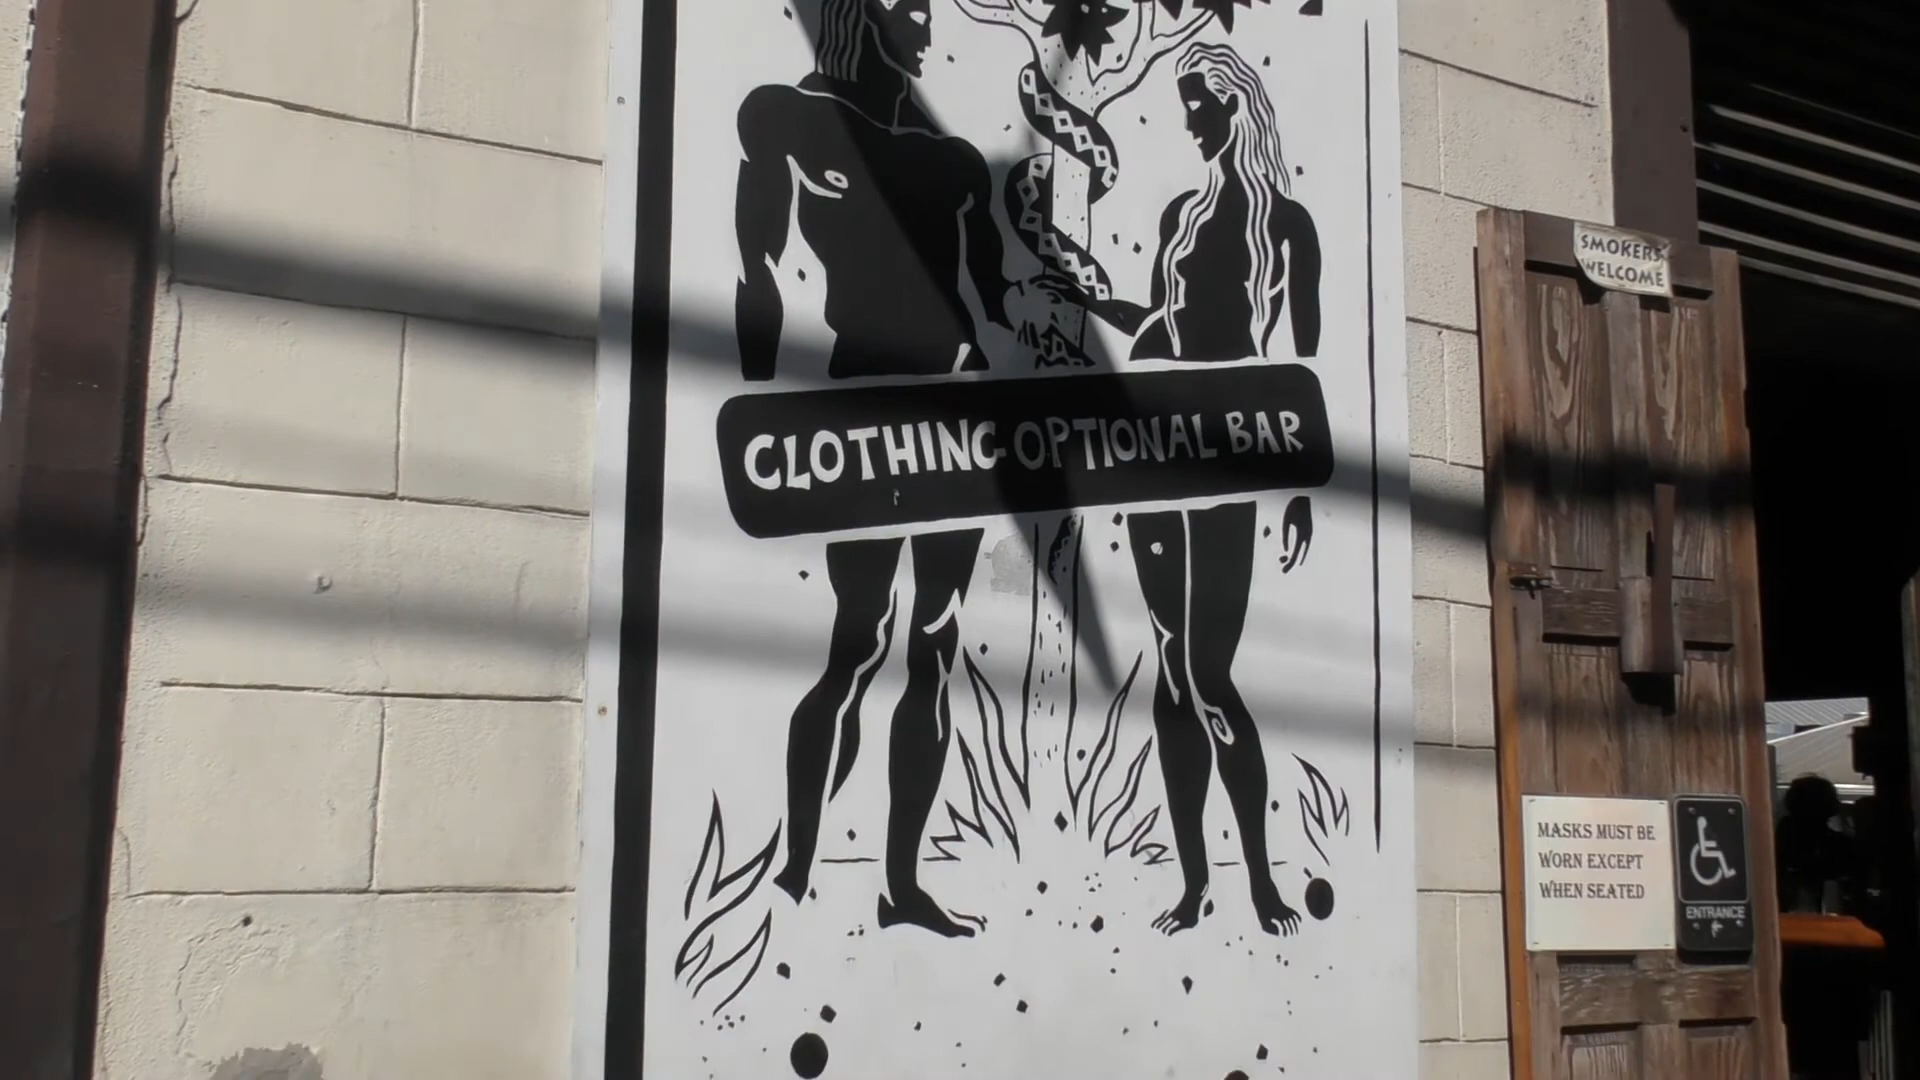 CLOTHING OPTIONAL BAR
SMOKERS
WELCOME
MASKS MUST BE
WORN EXCEPT
WHEN SEATED
ENTRANCE